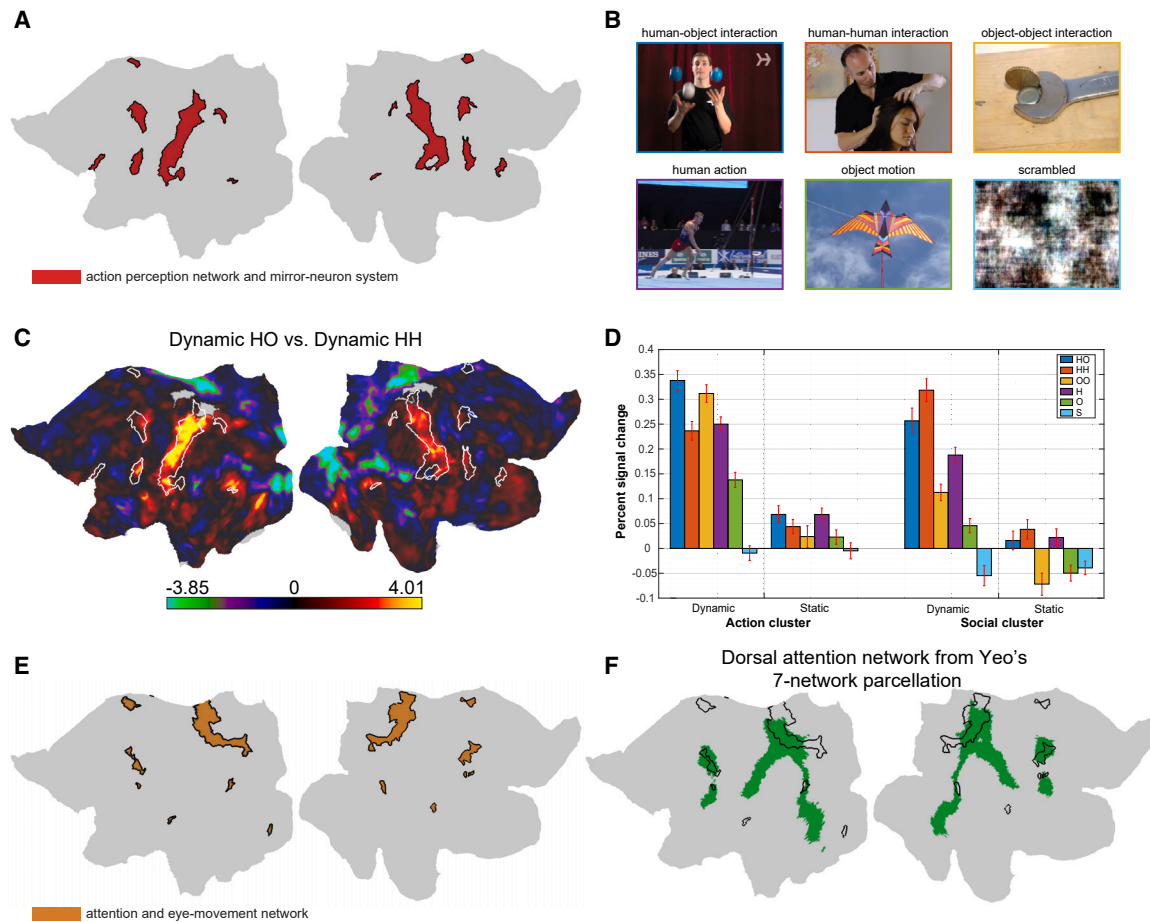 A
action perception network and mirror-neuron system
B
human-object interaction
human-human interaction
object-object interaction
human action
object motion
scrambled
C
Dynamic HO vs. Dynamic HH
-3.85
0
4.01
D
Percent signal change
0.4
0.35
0.3
0.25
0.2
0.15
0.1
0.05
0
-0.05
-0.1
HO
HH
OO
H
O
S
Dynamic
Static
Dynamic
Static
Action cluster
Social cluster
E
attention and eye-movement network
F
Dorsal attention network from Yeo's
7-network parcellation